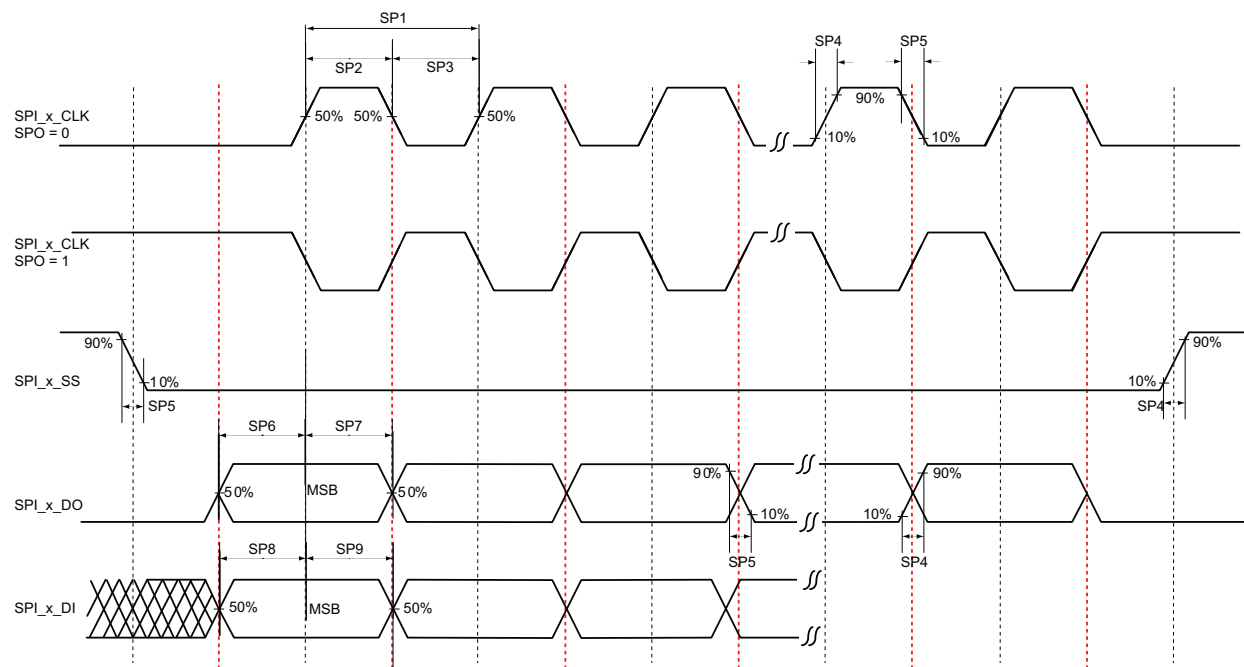 SP1
SP4 SP5
SP2 SP3
SPI_x_CLK
SPO = 0
50% 50% 50%
90%
10% 10%
SPI_x_CLK
SPO = 1
90% 90%
SPI_x_SS
10% 10%
SP5 SP4
SP6 SP7
90% 90%
50% MSB 50%
SPI_x_DO
10% 10%
SP8 SP9 SP5 SP4
SPI_x_DI
50% MSB 50%